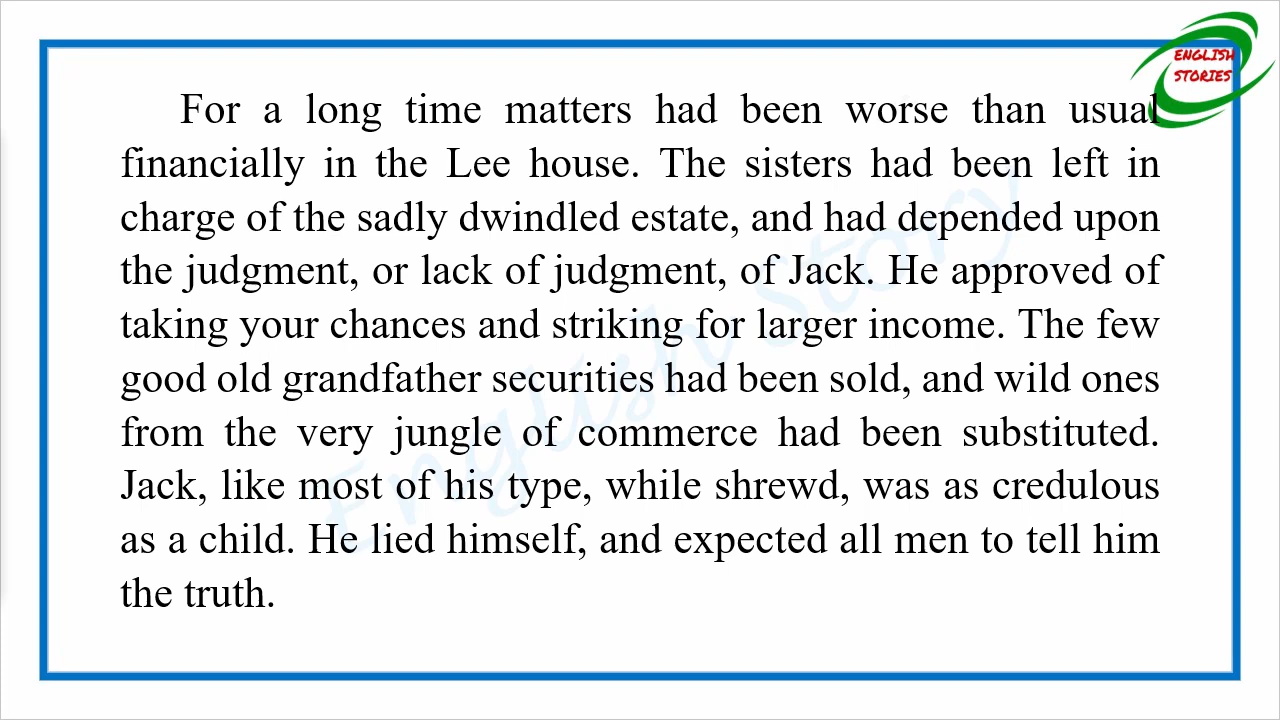 ENGLISH
STORIES
For a long time matters had been worse than usual
financially in the Lee house. The sisters had been left in
charge of the sadly dwindled estate, and had depended upon
the judgment, or lack of judgment, of Jack. He approved of
taking your chances and striking for larger income. The few
good old grandfather securities had been sold, and wild ones
from the very jungle of commerce had been substituted.
Jack, like most of his type, while shrewd, was as credulous
as a child. He lied himself, and expected all men to tell him
the truth.
English Story